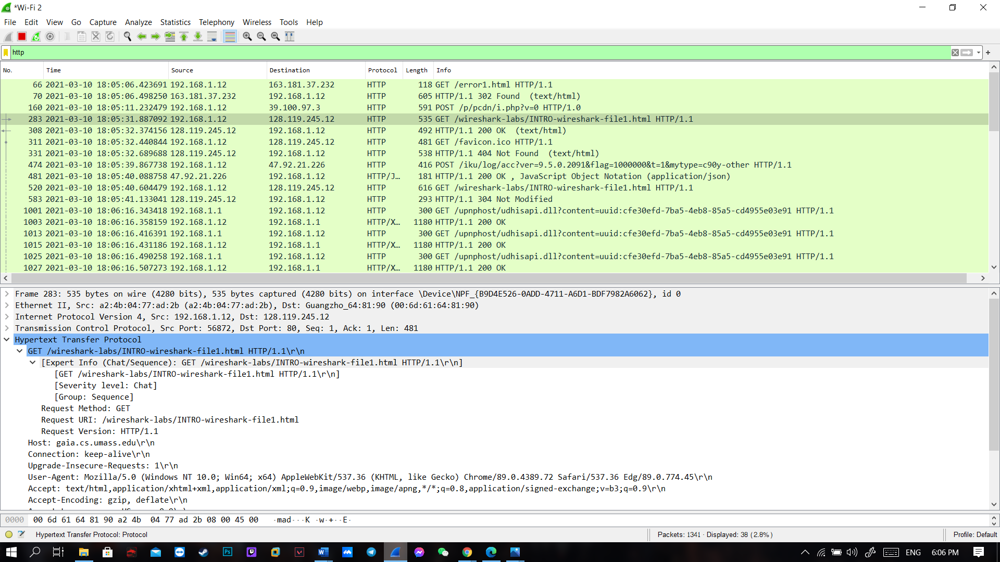 *Wi-Fi 2
File Edit View Go Capture Analyze Statistics Telephony Wireless Tools Help
http
No. Time Source Destination Protocol Length Info
66 2021-03-10 18:05:06.423691 192.168.1.12 163.181.37.232 HTTP 118 GET /error1.html HTTP/1.1
70 2021-03-10 18:05:06.498250 163.181.37.232 192.168.1.12 HTTP 605 HTTP/1.1 302 Found (text/html)
160 2021-03-10 18:05:11.232479 192.168.1.12 39.100.97.3 HTTP 591 POST /p/pcdn/i.php?v=0 HTTP/1.0
283 2021-03-10 18:05:31.887092 192.168.1.12 128.119.245.12 HTTP 535 GET /wireshark-labs/INTRO-wireshark-file1.html HTTP/1.1
308 2021-03-10 18:05:32.374156 128.119.245.12 192.168.1.12 HTTP 492 HTTP/1.1 200 OK (text/html)
311 2021-03-10 18:05:32.440844 192.168.1.12 128.119.245.12 HTTP 481 GET /favicon.ico HTTP/1.1
331 2021-03-10 18:05:32.689688 128.119.245.12 192.168.1.12 HTTP 538 HTTP/1.1 404 Not Found (text/html)
474 2021-03-10 18:05:39.867738 192.168.1.12 47.92.21.226 HTTP 416 POST /iku/log/acc?ver=9.5.0.2091&flag=1000000&t=1&mytype=c90y-other HTTP/1.1
481 2021-03-10 18:05:40.088758 47.92.21.226 192.168.1.12 HTTP/J… 181 HTTP/1.1 200 OK , JavaScript Object Notation (application/json)
520 2021-03-10 18:05:40.604479 192.168.1.12 128.119.245.12 HTTP 616 GET /wireshark-labs/INTRO-wireshark-file1.html HTTP/1.1
583 2021-03-10 18:05:41.133041 128.119.245.12 192.168.1.12 HTTP 293 HTTP/1.1 304 Not Modified
1001 2021-03-10 18:06:16.343418 192.168.1.1 192.168.1.12 HTTP 300 GET /upnphost/udhisapi.dll?content=uuid:cfe30efd-7ba5-4eb8-85a5-cd4955e03e91 HTTP/1.1
1003 2021-03-10 18:06:16.358159 192.168.1.12 192.168.1.1 HTTP/X… 1180 HTTP/1.1 200 OK
1013 2021-03-10 18:06:16.416391 192.168.1.1 192.168.1.12 HTTP 300 GET /upnphost/udhisapi.dll?content=uuid:cfe30efd-7ba5-4eb8-85a5-cd4955e03e91 HTTP/1.1
1015 2021-03-10 18:06:16.431186 192.168.1.12 192.168.1.1 HTTP/X… 1180 HTTP/1.1 200 OK
1025 2021-03-10 18:06:16.490258 192.168.1.1 192.168.1.12 HTTP 300 GET /upnphost/udhisapi.dll?content=uuid:cfe30efd-7ba5-4eb8-85a5-cd4955e03e91 HTTP/1.1
1027 2021-03-10 18:06:16.507273 192.168.1.12 192.168.1.1 HTTP/X… 1180 HTTP/1.1 200 OK
Frame 283: 535 bytes on wire (4280 bits), 535 bytes captured (4280 bits) on interface \Device\NPF_{B9D4E526-0ADD-4711-A6D1-BDF7982A6062}, id 0
Ethernet II, Src: a2:4b:04:77:ad:2b (a2:4b:04:77:ad:2b), Dst: Guangzho_64:81:90 (00:6d:61:64:81:90)
Internet Protocol Version 4, Src: 192.168.1.12, Dst: 128.119.245.12
Transmission Control Protocol, Src Port: 56872, Dst Port: 80, Seq: 1, Ack: 1, Len: 481
Hypertext Transfer Protocol
GET /wireshark-labs/INTRO-wireshark-file1.html HTTP/1.1\r\n
[Expert Info (Chat/Sequence): GET /wireshark-labs/INTRO-wireshark-file1.html HTTP/1.1\r\n]
[GET /wireshark-labs/INTRO-wireshark-file1.html HTTP/1.1\r\n]
[Severity level: Chat]
[Group: Sequence]
Request Method: GET
Request URI: /wireshark-labs/INTRO-wireshark-file1.html
Request Version: HTTP/1.1
Host: gaia.cs.umass.edu\r\n
Connection: keep-alive\r\n
Upgrade-Insecure-Requests: 1\r\n
User-Agent: Mozilla/5.0 (Windows NT 10.0; Win64; x64) AppleWebKit/537.36 (KHTML, like Gecko) Chrome/89.0.4389.72 Safari/537.36 Edg/89.0.774.45\r\n
Accept: text/html,application/xhtml+xml,application/xml;q=0.9,image/webp,image/apng,*/*;q=0.8,application/signed-exchange;v=b3;q=0.9\r\n
Accept-Encoding: gzip, deflate\r\n
0000 00 6d 61 64 81 90 a2 4b 04 77 ad 2b 08 00 45 00 ·mad···K ·w·+··E·
Hypertext Transfer Protocol: Protocol
Packets: 1341 · Displayed: 38 (2.8%)
Profile: Default
Ps
W
ENG
6:06 PM